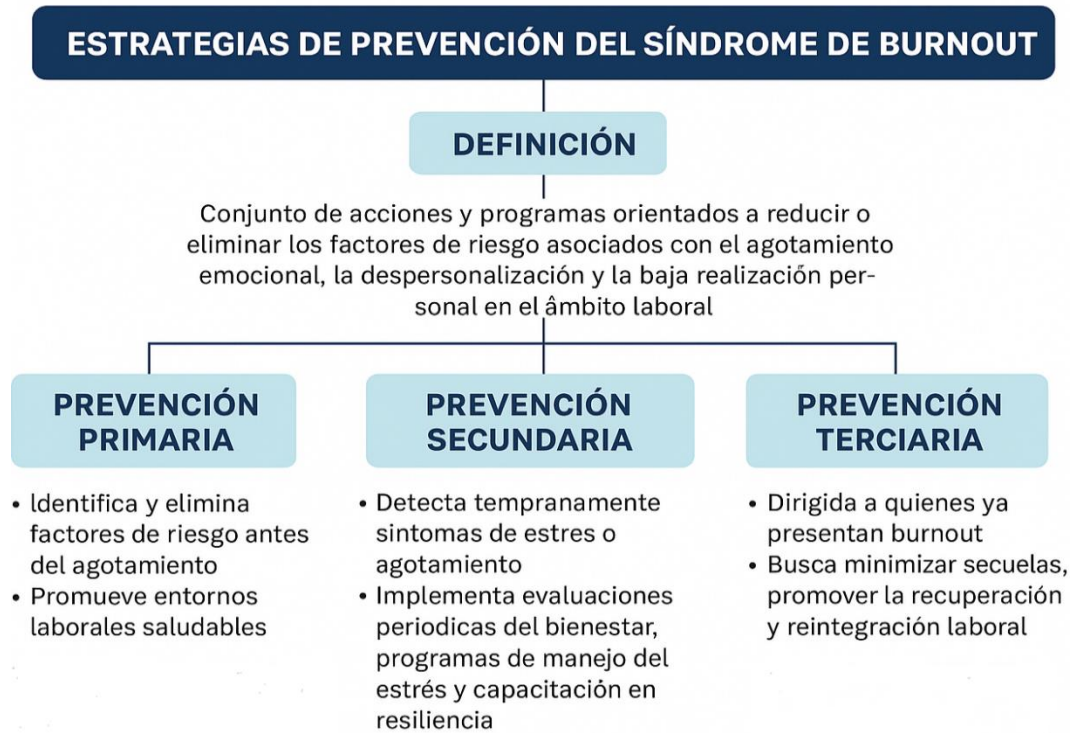 ESTRATEGIAS DE PREVENCIÓN DEL SÍNDROME DE BURNOUT
DEFINICIÓN
Conjunto de acciones y programas orientados a reducir o
eliminar los factores de riesgo asociados con el agotamiento
emocional, la despersonalización y la baja realización per-
sonal en el âmbito laboral
PREVENCIÓN
PRIMARIA
• Identifica y elimina
factores de riesgo antes
del agotamiento
• Promueve entornos
laborales saludables
PREVENCIÓN
SECUNDARIA
• Detecta tempranamente
sintomas de estres o
agotamiento
• Implementa evaluaciones
periodicas del bienestar,
programas de manejo del
estrés y capacitación en
resiliencia
PREVENCIÓN
TERCIARIA
• Dirigida a quienes ya
presentan burnout
• Busca minimizar secuelas,
promover la recuperación
y reintegración laboral